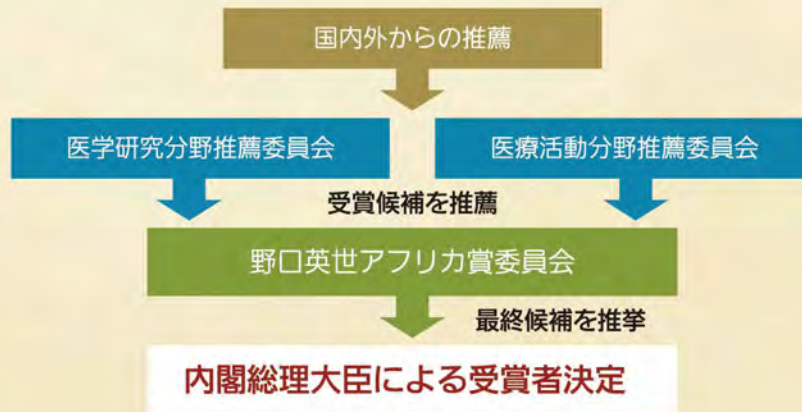 国内外からの推薦
医学研究分野推薦委員会
医療活動分野推薦委員会
受賞候補を推薦
野口英世アフリカ賞委員会
最終候補を推挙
内閣総理大臣による受賞者決定